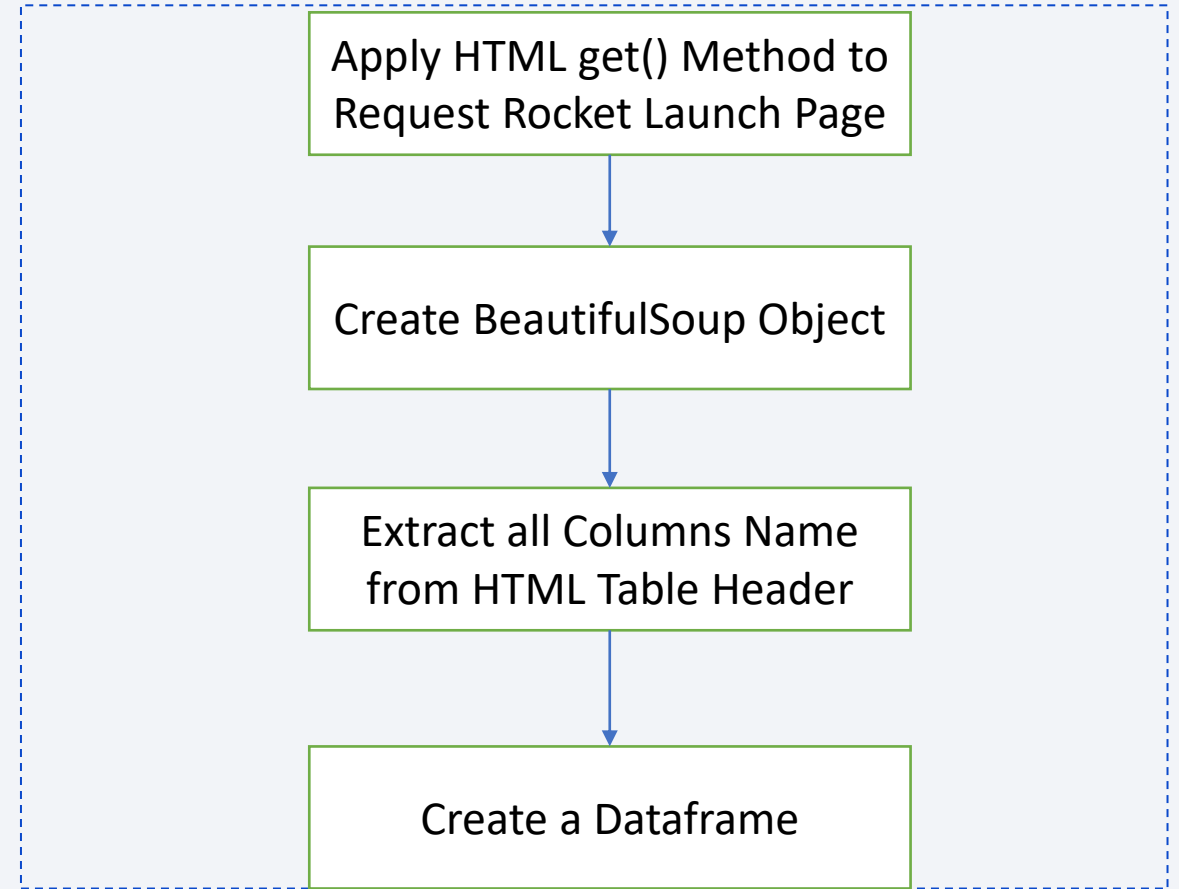 Apply HTML get() Method to
Request Rocket Launch Page
Create BeautifulSoup Object
Extract all Columns Name
from HTML Table Header
Create a Dataframe